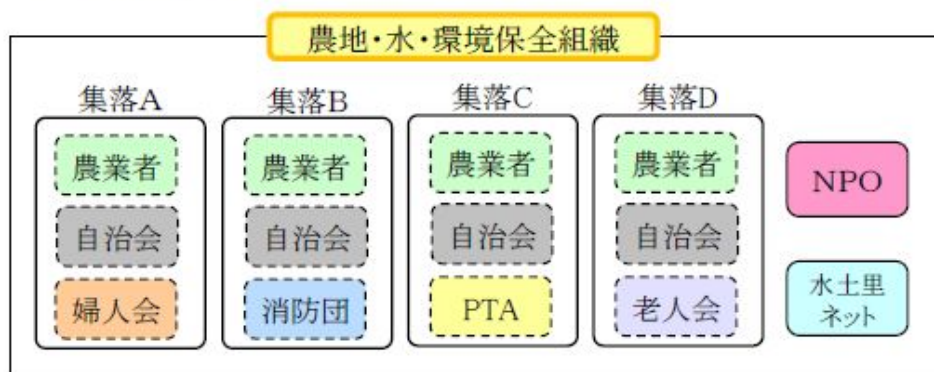 農地・水・環境保全組織
集落A
集落B
集落C
集落D
農業者
農業者
農業者
農業者
自治会
自治会
自治会
自治会
婦人会
消防団
PTA
老人会
NPO
水土里
ネット